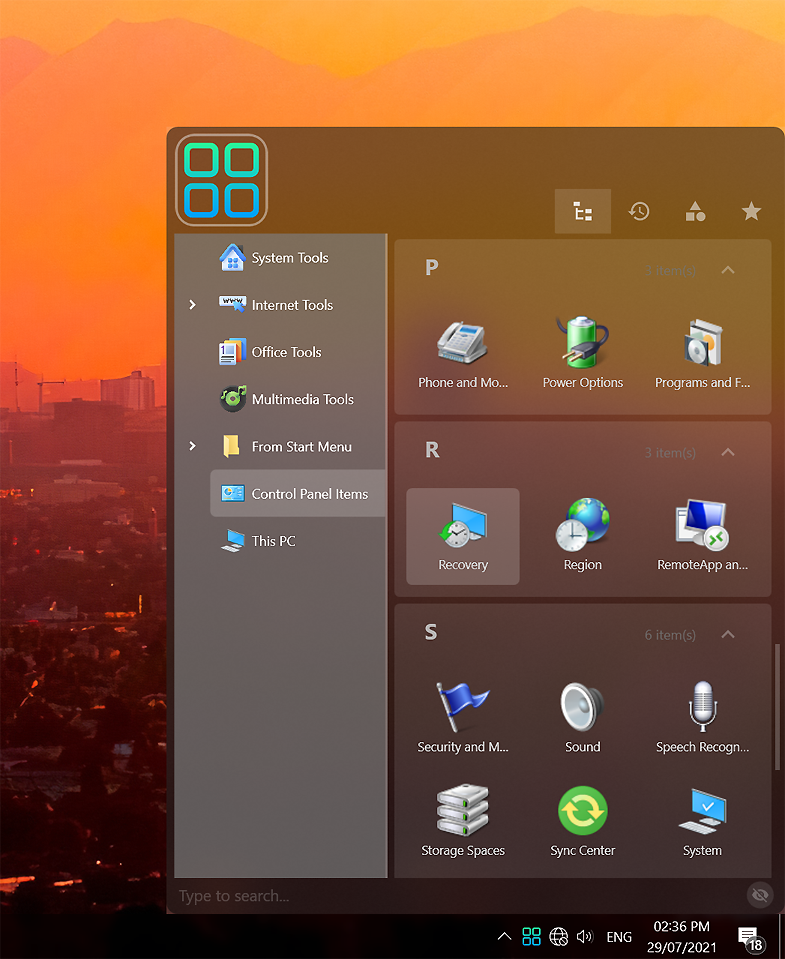 System Tools
Internet Tools
Office Tools
Multimedia Tools
From Start Menu
Control Panel Items
This PC
P
3 item(s)
Phone and Mo...
Power Options
Programs and F...
R
3 item(s)
Recovery
Region
RemoteApp an...
S
6 item(s)
Security and M...
Sound
Speech Recogn...
Storage Spaces
Sync Center
System
Type to search...
ENG
02:36 PM
29/07/2021
18